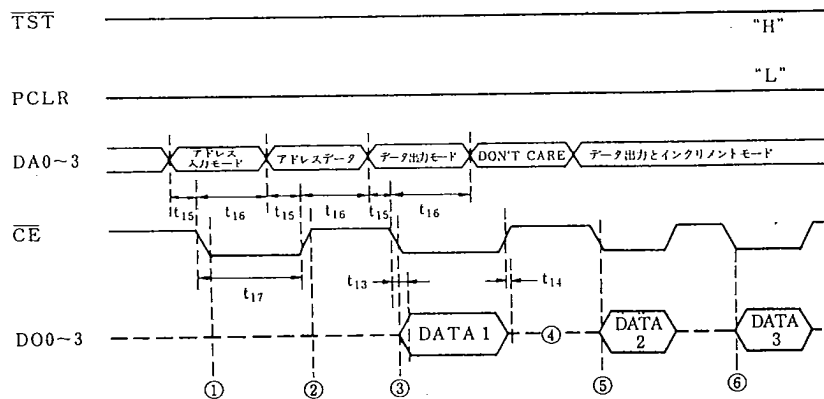 TST
"H"
PCLR
"L"
DA0~3
アドレス
入力モード
アドレスデータ
データ出力モード
DON'T CARE
データ出力とインクリメントモード
t15 t16 t15 t16 t15 t16
CE
t17
t13
t14
DO0~3
DATA 1
④
DATA
2
DATA
3
① ② ③ ⑤ ⑥